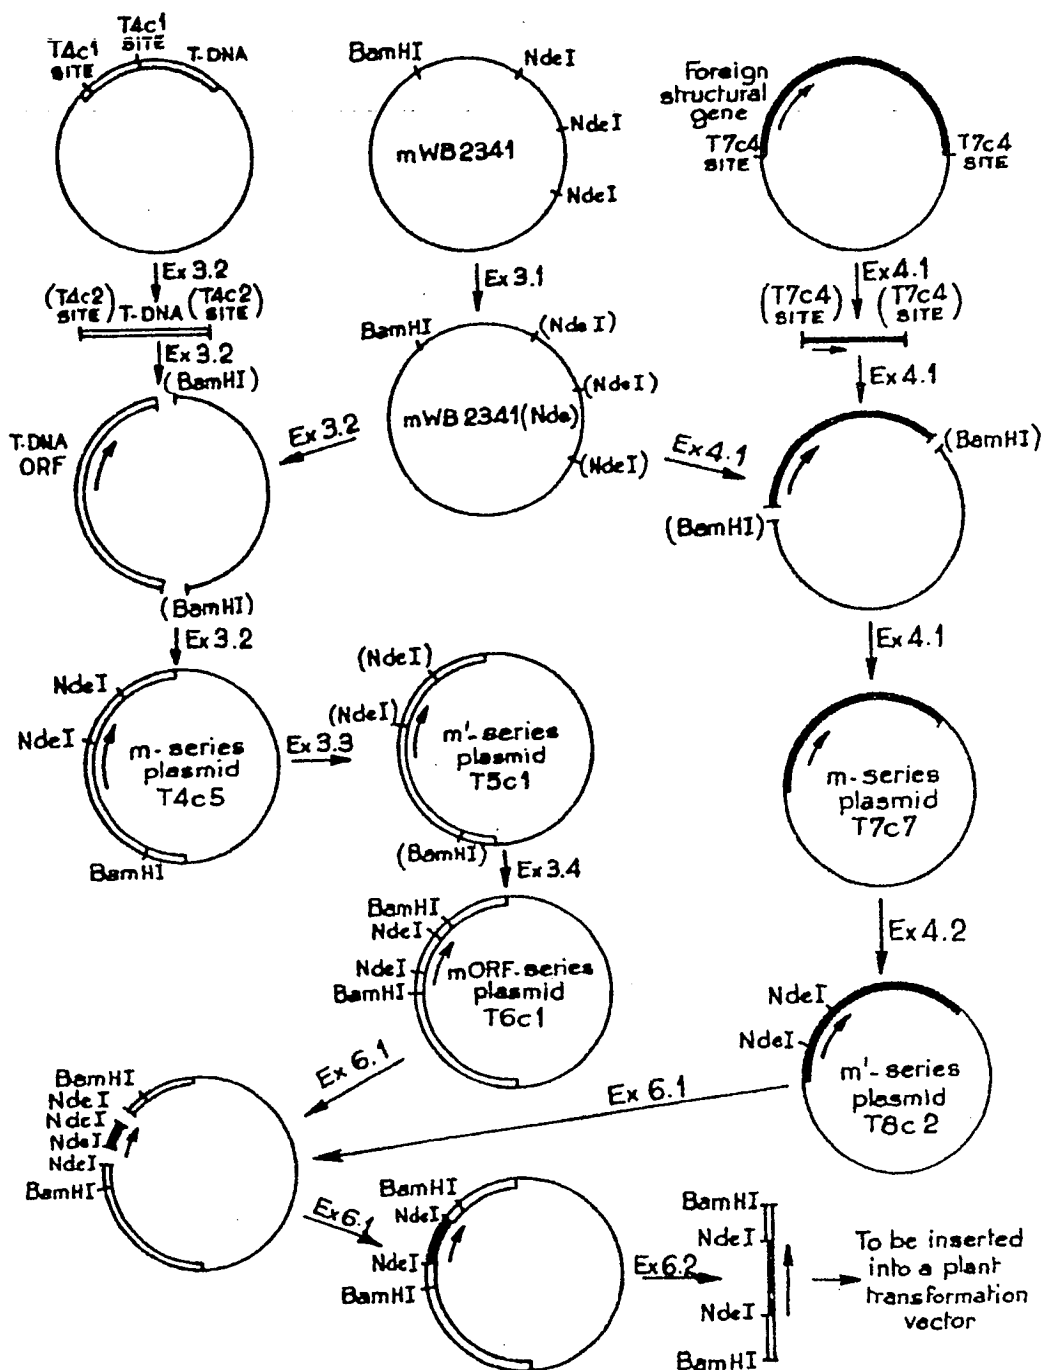 T4c1
SITE
T4c1
SITE
T-DNA
BamHI
NdeI
NdeI
NdeI
mWB2341
Foreign
structural
gene
T7c4
SITE
T7c4
SITE
Ex 3.2
Ex 3.1
Ex 4.1
(T4c2)
SITE
T-DNA
(T4c2)
SITE
BamHI
(NdeI)
(NdeI)
(NdeI)
mWB2341(Nde)
(T7c4)
SITE
(T7c4)
SITE
Ex 3.2
Ex 4.1
(BamHI)
T-DNA
ORF
(BamHI)
Ex 3.2
Ex 4.1
(BamHI)
(BamHI)
Ex 3.2
Ex 4.1
NdeI
NdeI
m-series
plasmid
T4c5
BamHI
Ex 3.3
(NdeI)
(NdeI)
m'-series
plasmid
T5c1
(BamHI)
m-series
plasmid
T7c7
Ex 3.4
Ex 4.2
BamHI
NdeI
NdeI
BamHI
mORF-series
plasmid
T6c1
NdeI
NdeI
m'-series
plasmid
T8c2
Ex 6.1
Ex 6.1
BamHI
NdeI
NdeI
NdeI
NdeI
BamHI
Ex 6.1
BamHI
NdeI
NdeI
BamHI
Ex 6.2
BamHI
NdeI
NdeI
BamHI
To be inserted
into a plant
transformation
vector